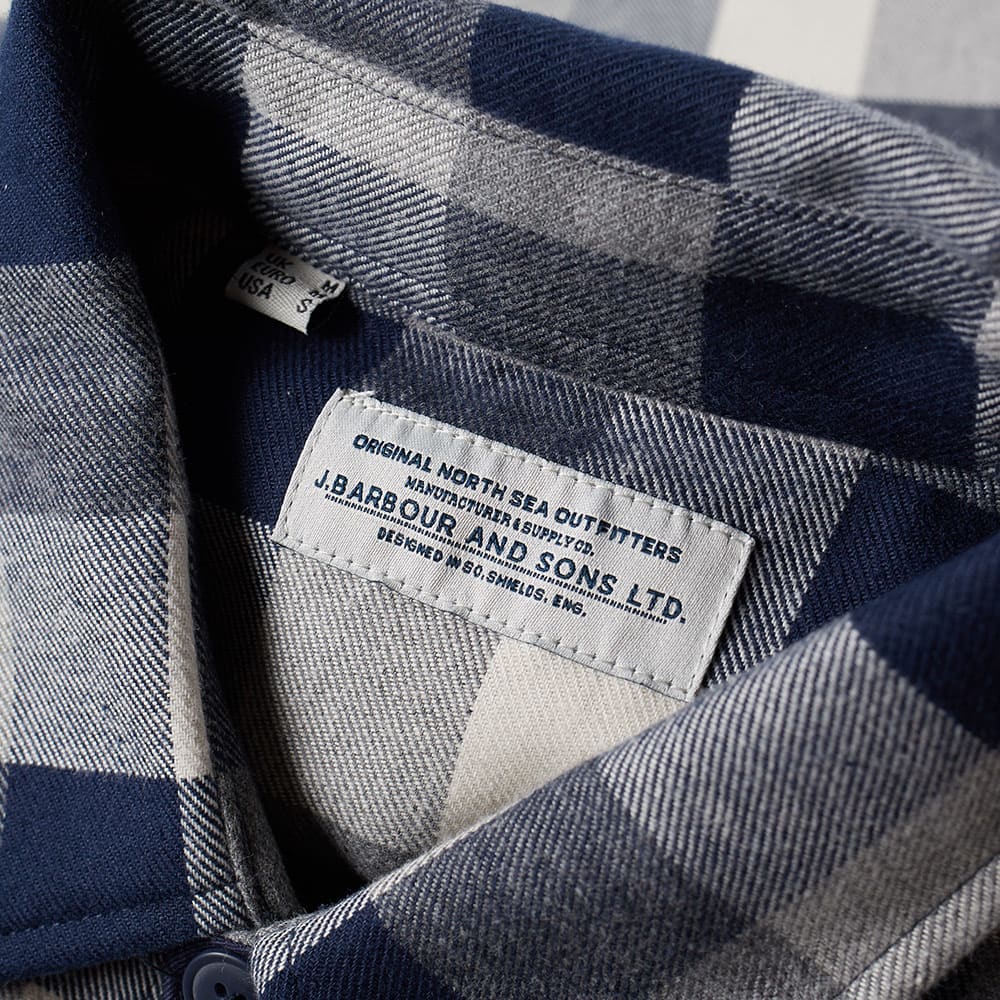 UK M
EURO
USA S
ORIGINAL NORTH SEA OUTFITTERS
MANUFACTURER & SUPPLY CO.
J.BARBOUR AND SONS LTD.
DESIGNED IN SO. SHIELDS, ENG.